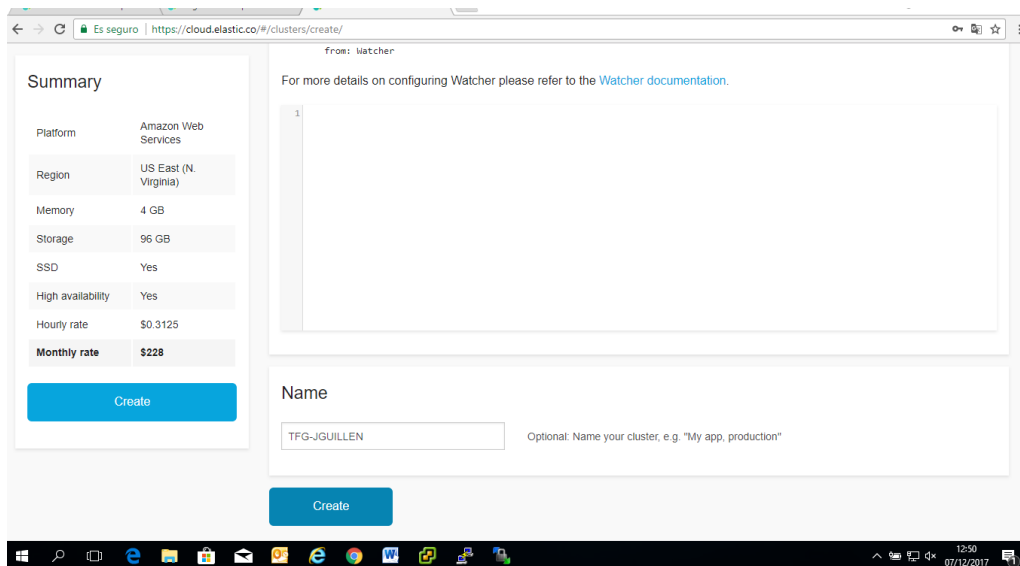 Es seguro | https://cloud.elastic.co/#/clusters/create/
from: Watcher
For more details on configuring Watcher please refer to the Watcher documentation.
1
Summary
Platform Amazon Web Services
Region US East (N. Virginia)
Memory 4 GB
Storage 96 GB
SSD Yes
High availability Yes
Hourly rate $0.3125
Monthly rate $228
Create
Name
TFG-JGUILLEN Optional: Name your cluster, e.g. "My app, production"
Create
12:50
07/12/2017
1